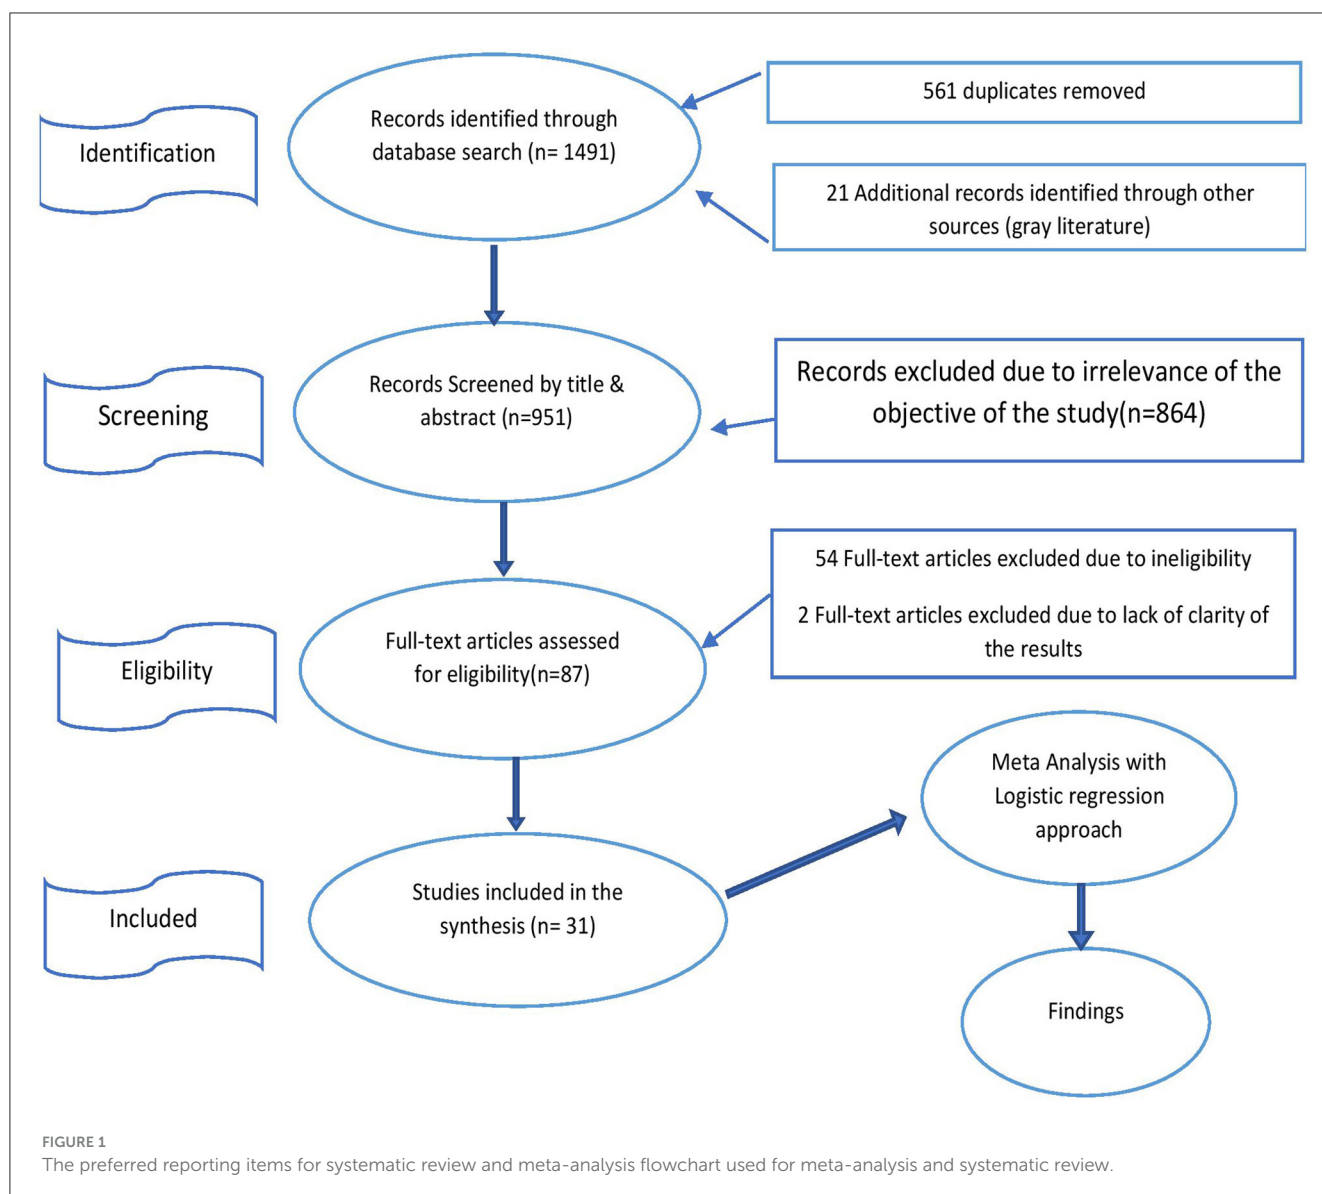 Identification
Records identified through
database search (n= 1491)
561 duplicates removed
21 Additional records identified through other
sources (gray literature)
Screening
Records Screened by title &
abstract (n=951)
Records excluded due to irrelevance of the
objective of the study(n=864)
Eligibility
Full-text articles assessed
for eligibility(n=87)
54 Full-text articles excluded due to ineligibility
2 Full-text articles excluded due to lack of clarity of
the results
Included
Studies included in the
synthesis (n= 31)
Meta Analysis with
Logistic regression
approach
Findings
FIGURE 1
The preferred reporting items for systematic review and meta-analysis flowchart used for meta-analysis and systematic review.